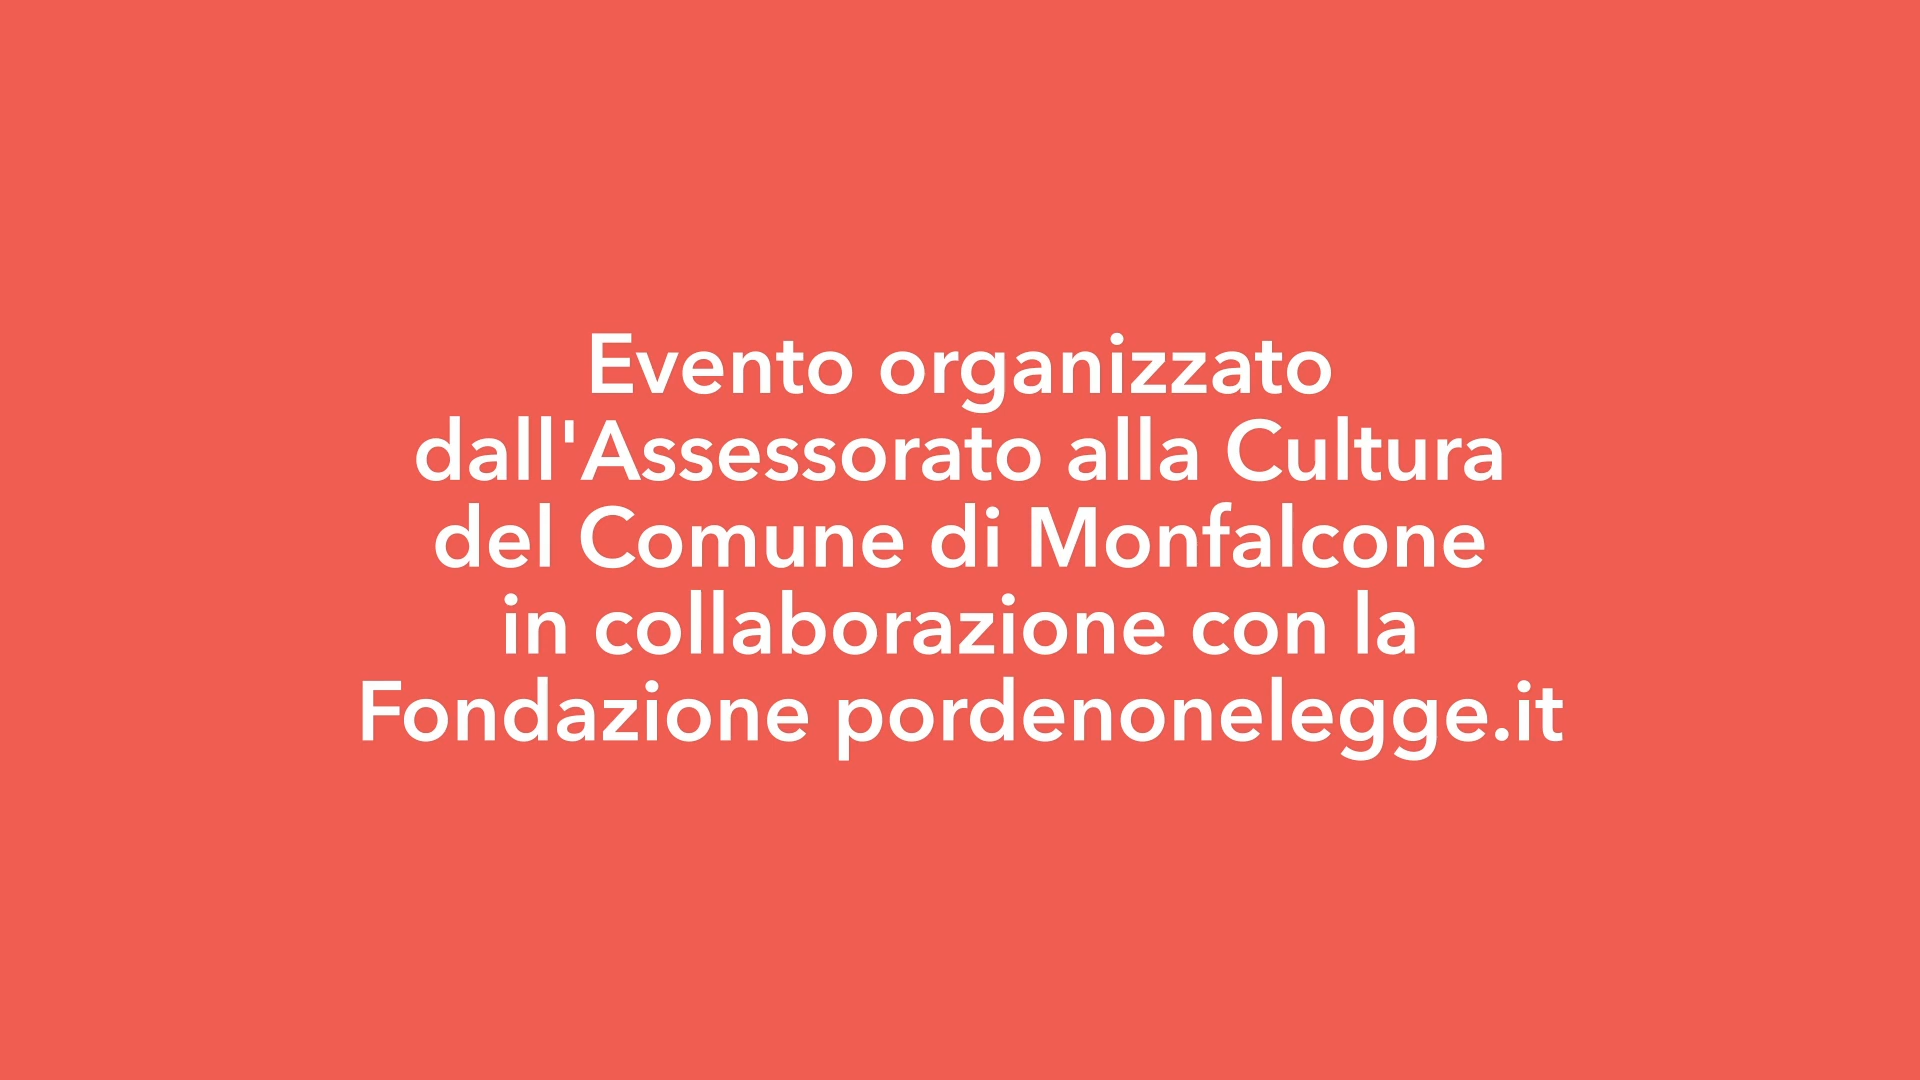 Evento organizzato
dall'Assessorato alla Cultura
del Comune di Monfalcone
in collaborazione con la
Fondazione pordenonelegge.it